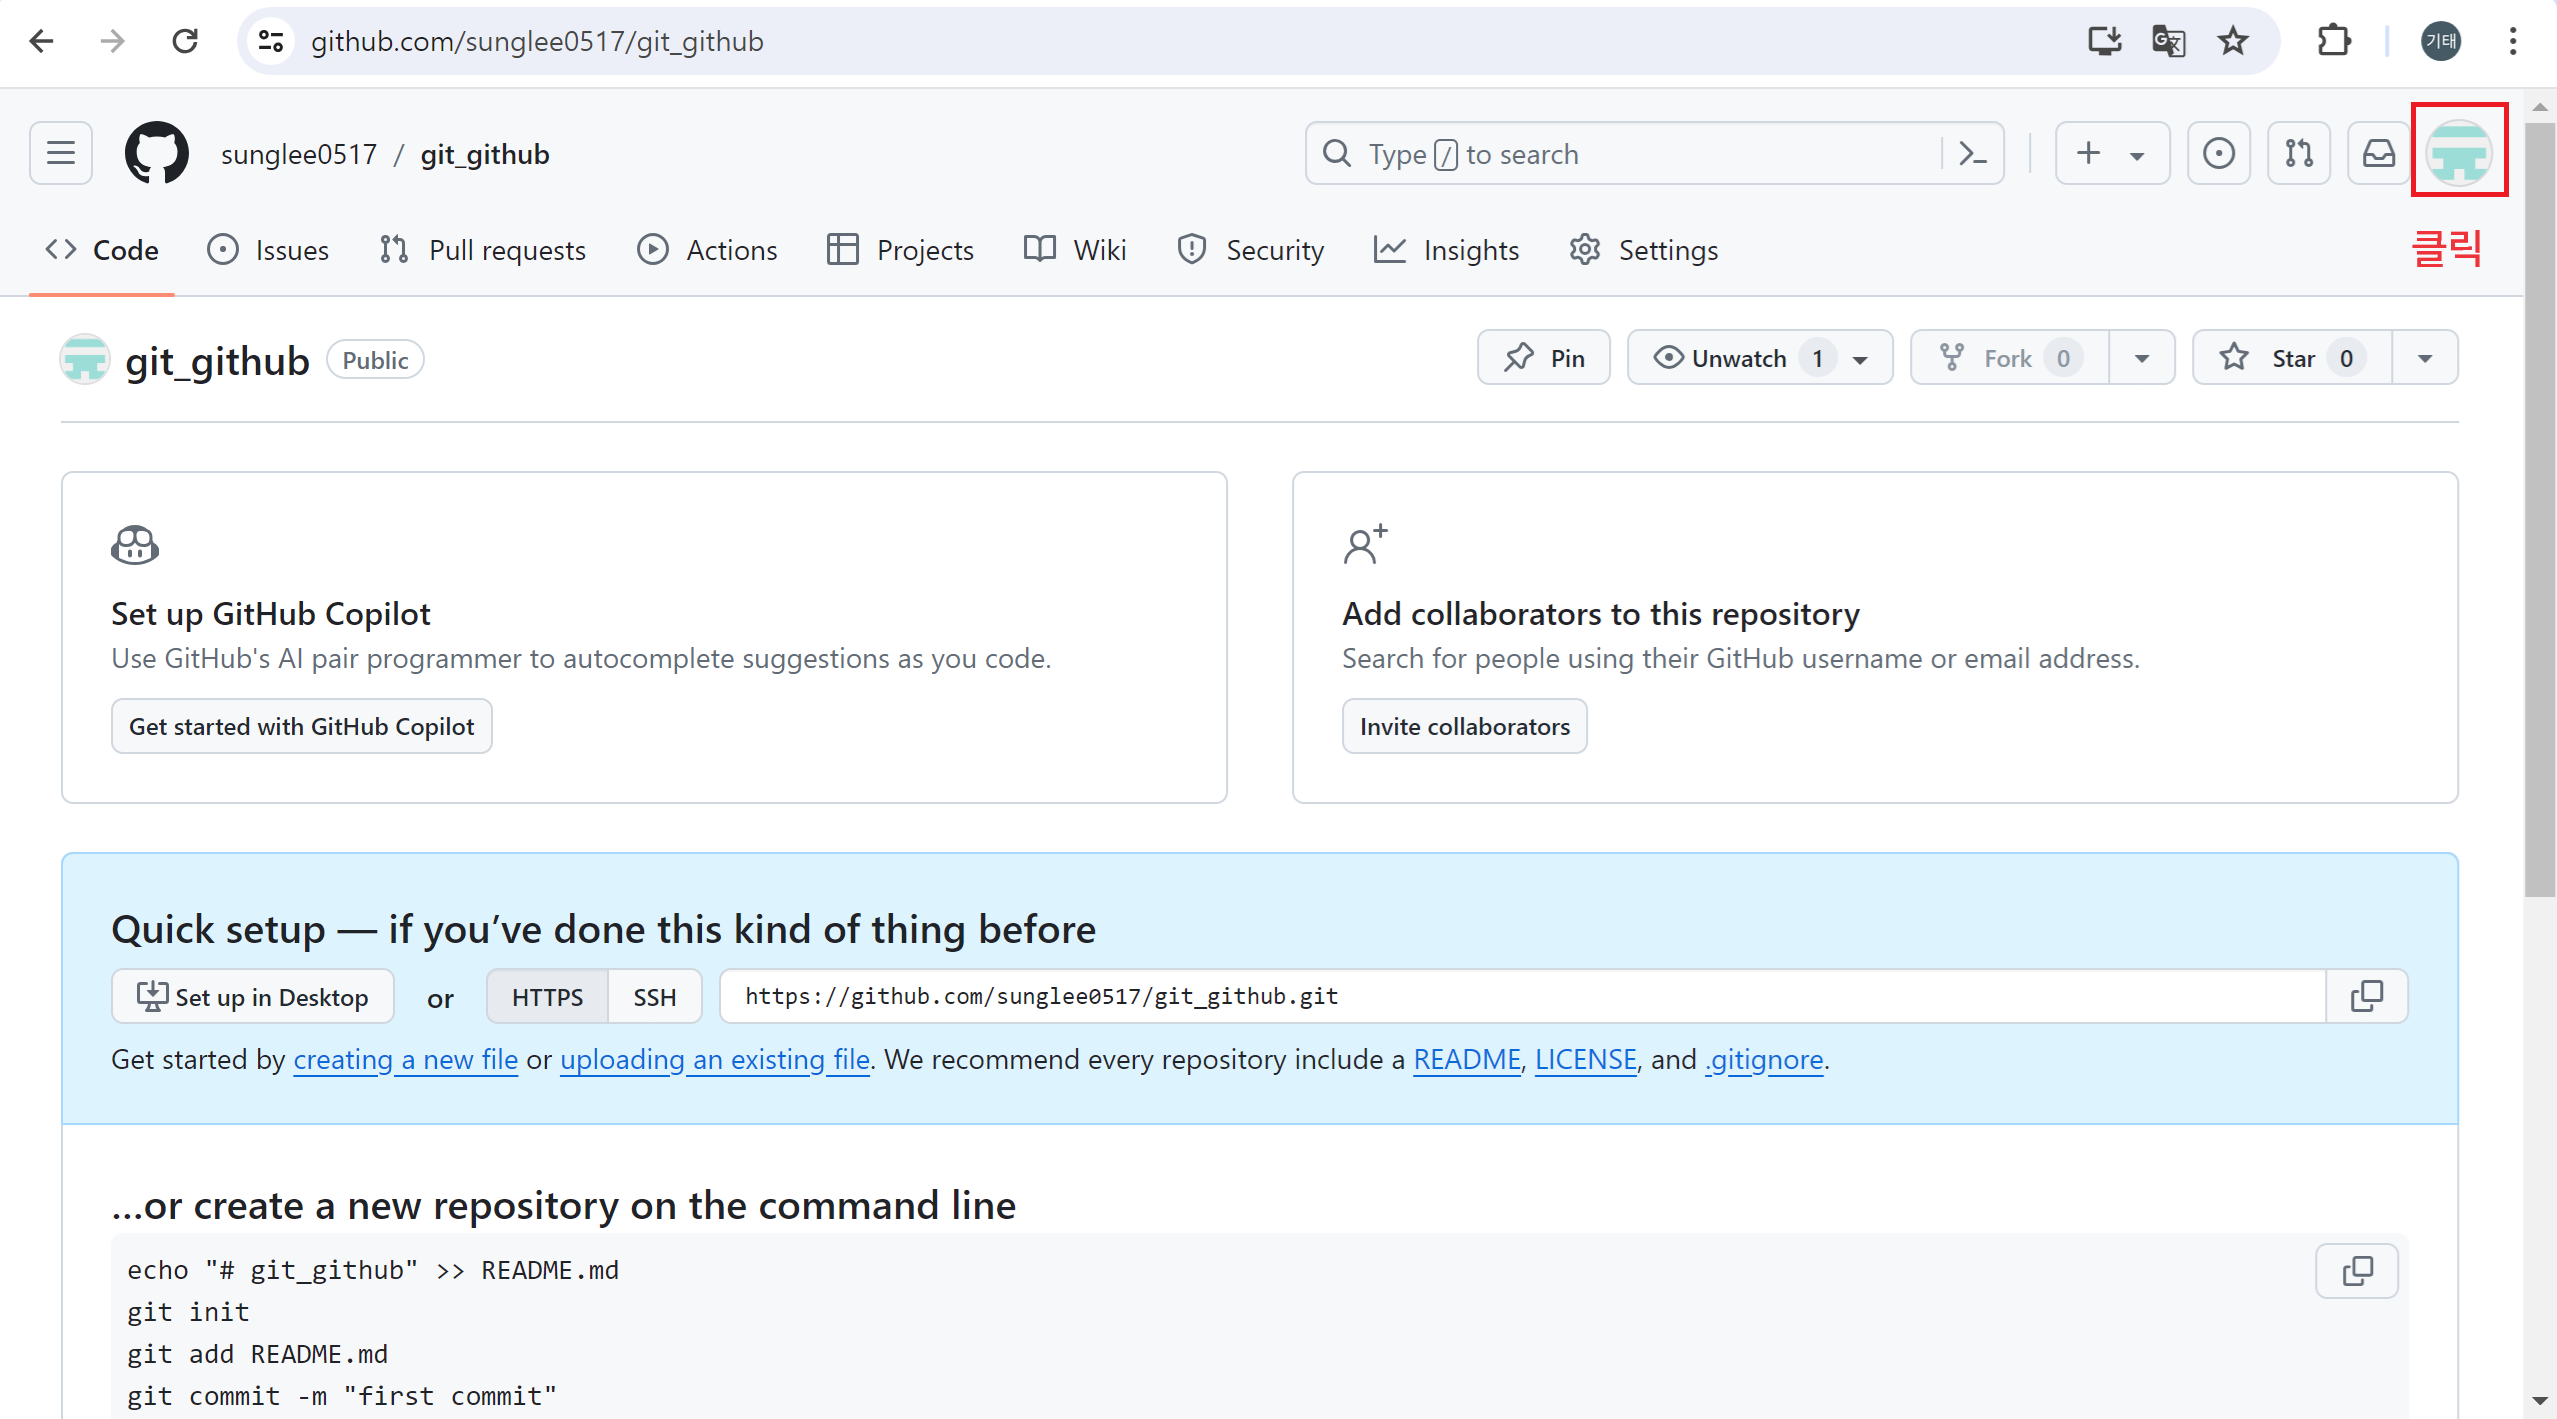 github.com/sunglee0517/git_github
기태
sunglee0517 / git_github
Type / to search
Code Issues Pull requests Actions Projects Wiki Security Insights Settings
클릭
git_github Public
Pin Unwatch 1 Fork 0 Star 0
Set up GitHub Copilot
Use GitHub's AI pair programmer to autocomplete suggestions as you code.
Get started with GitHub Copilot
Add collaborators to this repository
Search for people using their GitHub username or email address.
Invite collaborators
Quick setup — if you’ve done this kind of thing before
Set up in Desktop or HTTPS SSH https://github.com/sunglee0517/git_github.git
Get started by creating a new file or uploading an existing file. We recommend every repository include a README, LICENSE, and .gitignore.
...or create a new repository on the command line
echo "# git_github" >> README.md
git init
git add README.md
git commit -m "first commit"